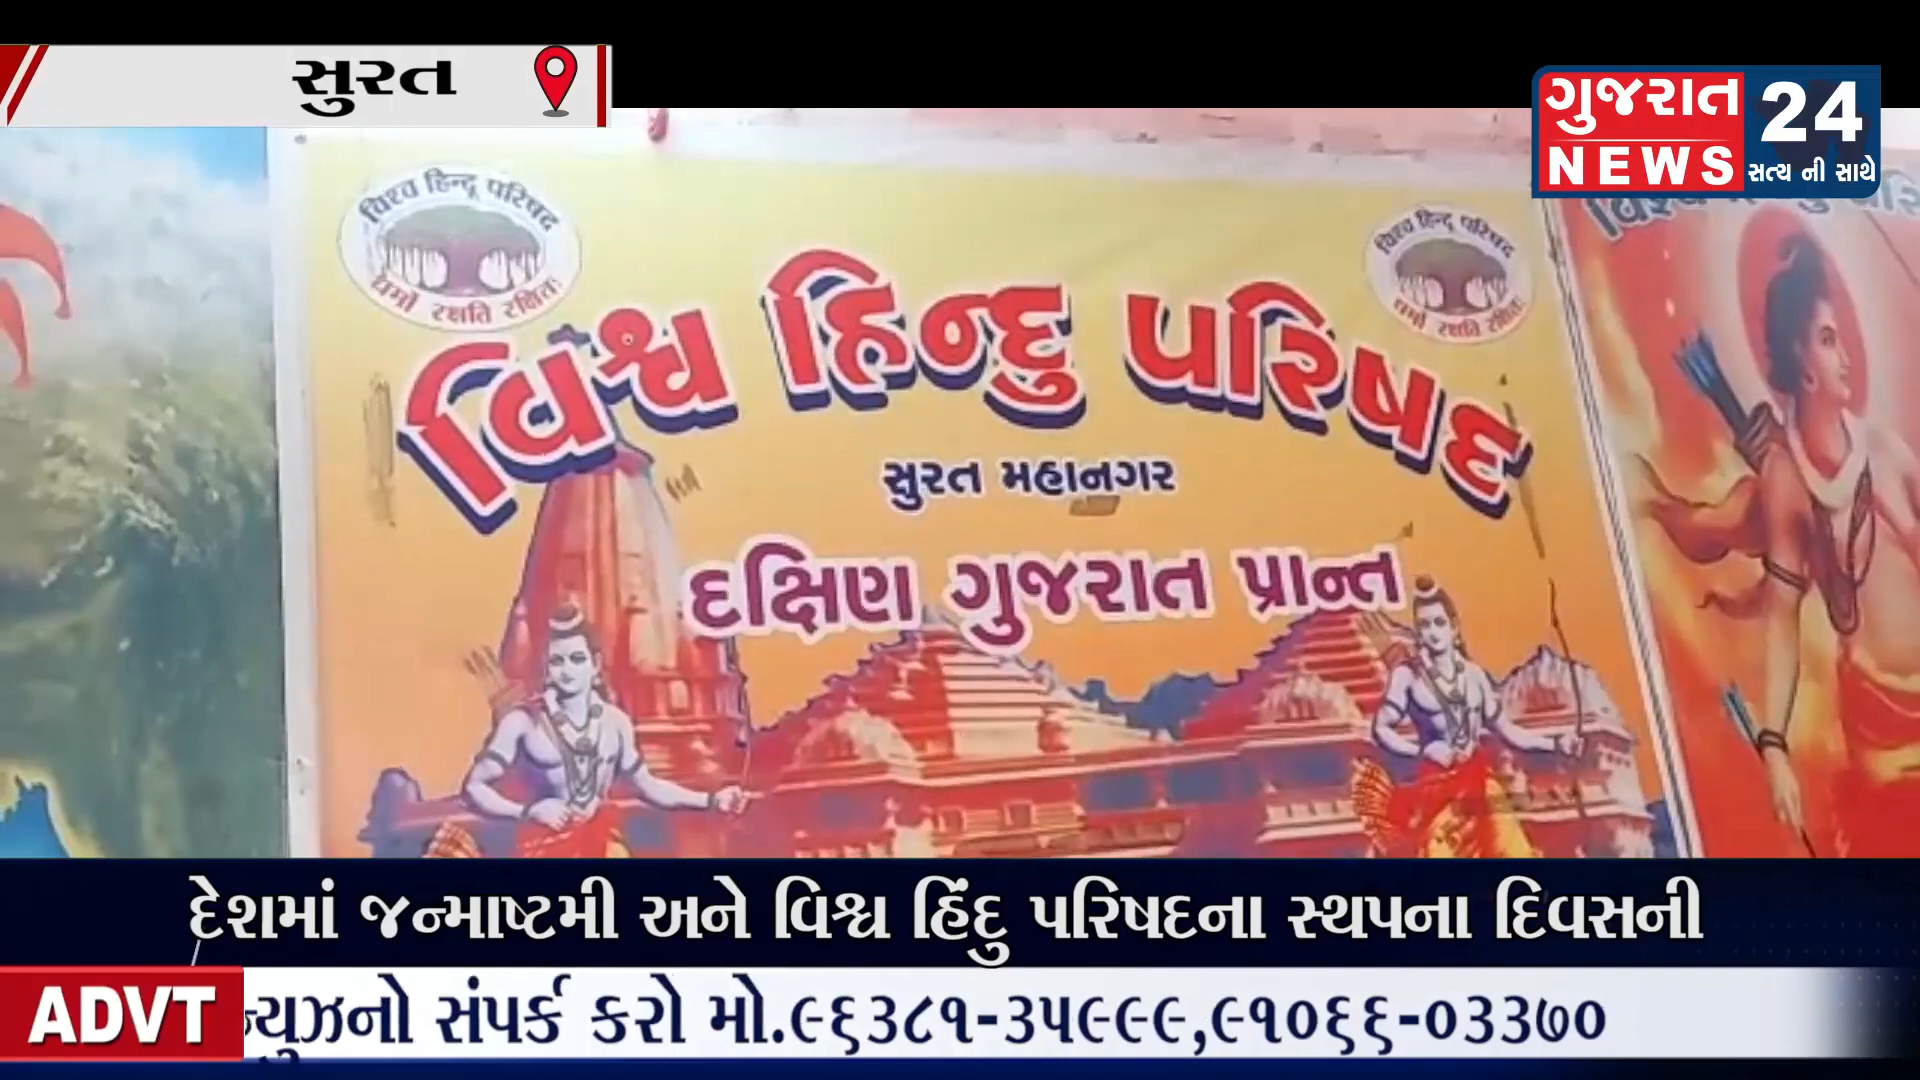 સુરત
ગુજરાત
NEWS
24
સત્ય ની સાથે
વિશ્વ હિન્દૂ પરિષદ
ધર્મો રક્ષતિ રક્ષિતઃ
વિશ્વ હિન્દૂ પરિષદ
ધર્મો રક્ષતિ રક્ષિતઃ
વિશ્વ હિન્દુ પરિષદ
સુરત મહાનગર
દક્ષિણ ગુજરાત પ્રાન્ત
દેશમાં જન્માષ્ટમી અને વિશ્વ હિંદુ પરિષદના સ્થપના દિવસની
ADVT
ન્યુઝનો સંપર્ક કરો મો.૯૬૩૮૧-૩૫૯૯૯,૯૧૦૬૬-૦૩૩૭૦